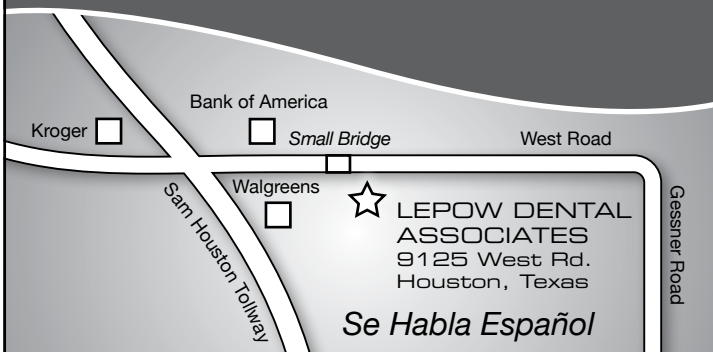 Bank of America
Kroger
Small Bridge
West Road
Walgreens
Sam Houston Tollway
Gessner Road
LEPOW DENTAL
ASSOCIATES
9125 West Rd.
Houston, Texas
Se Habla Español